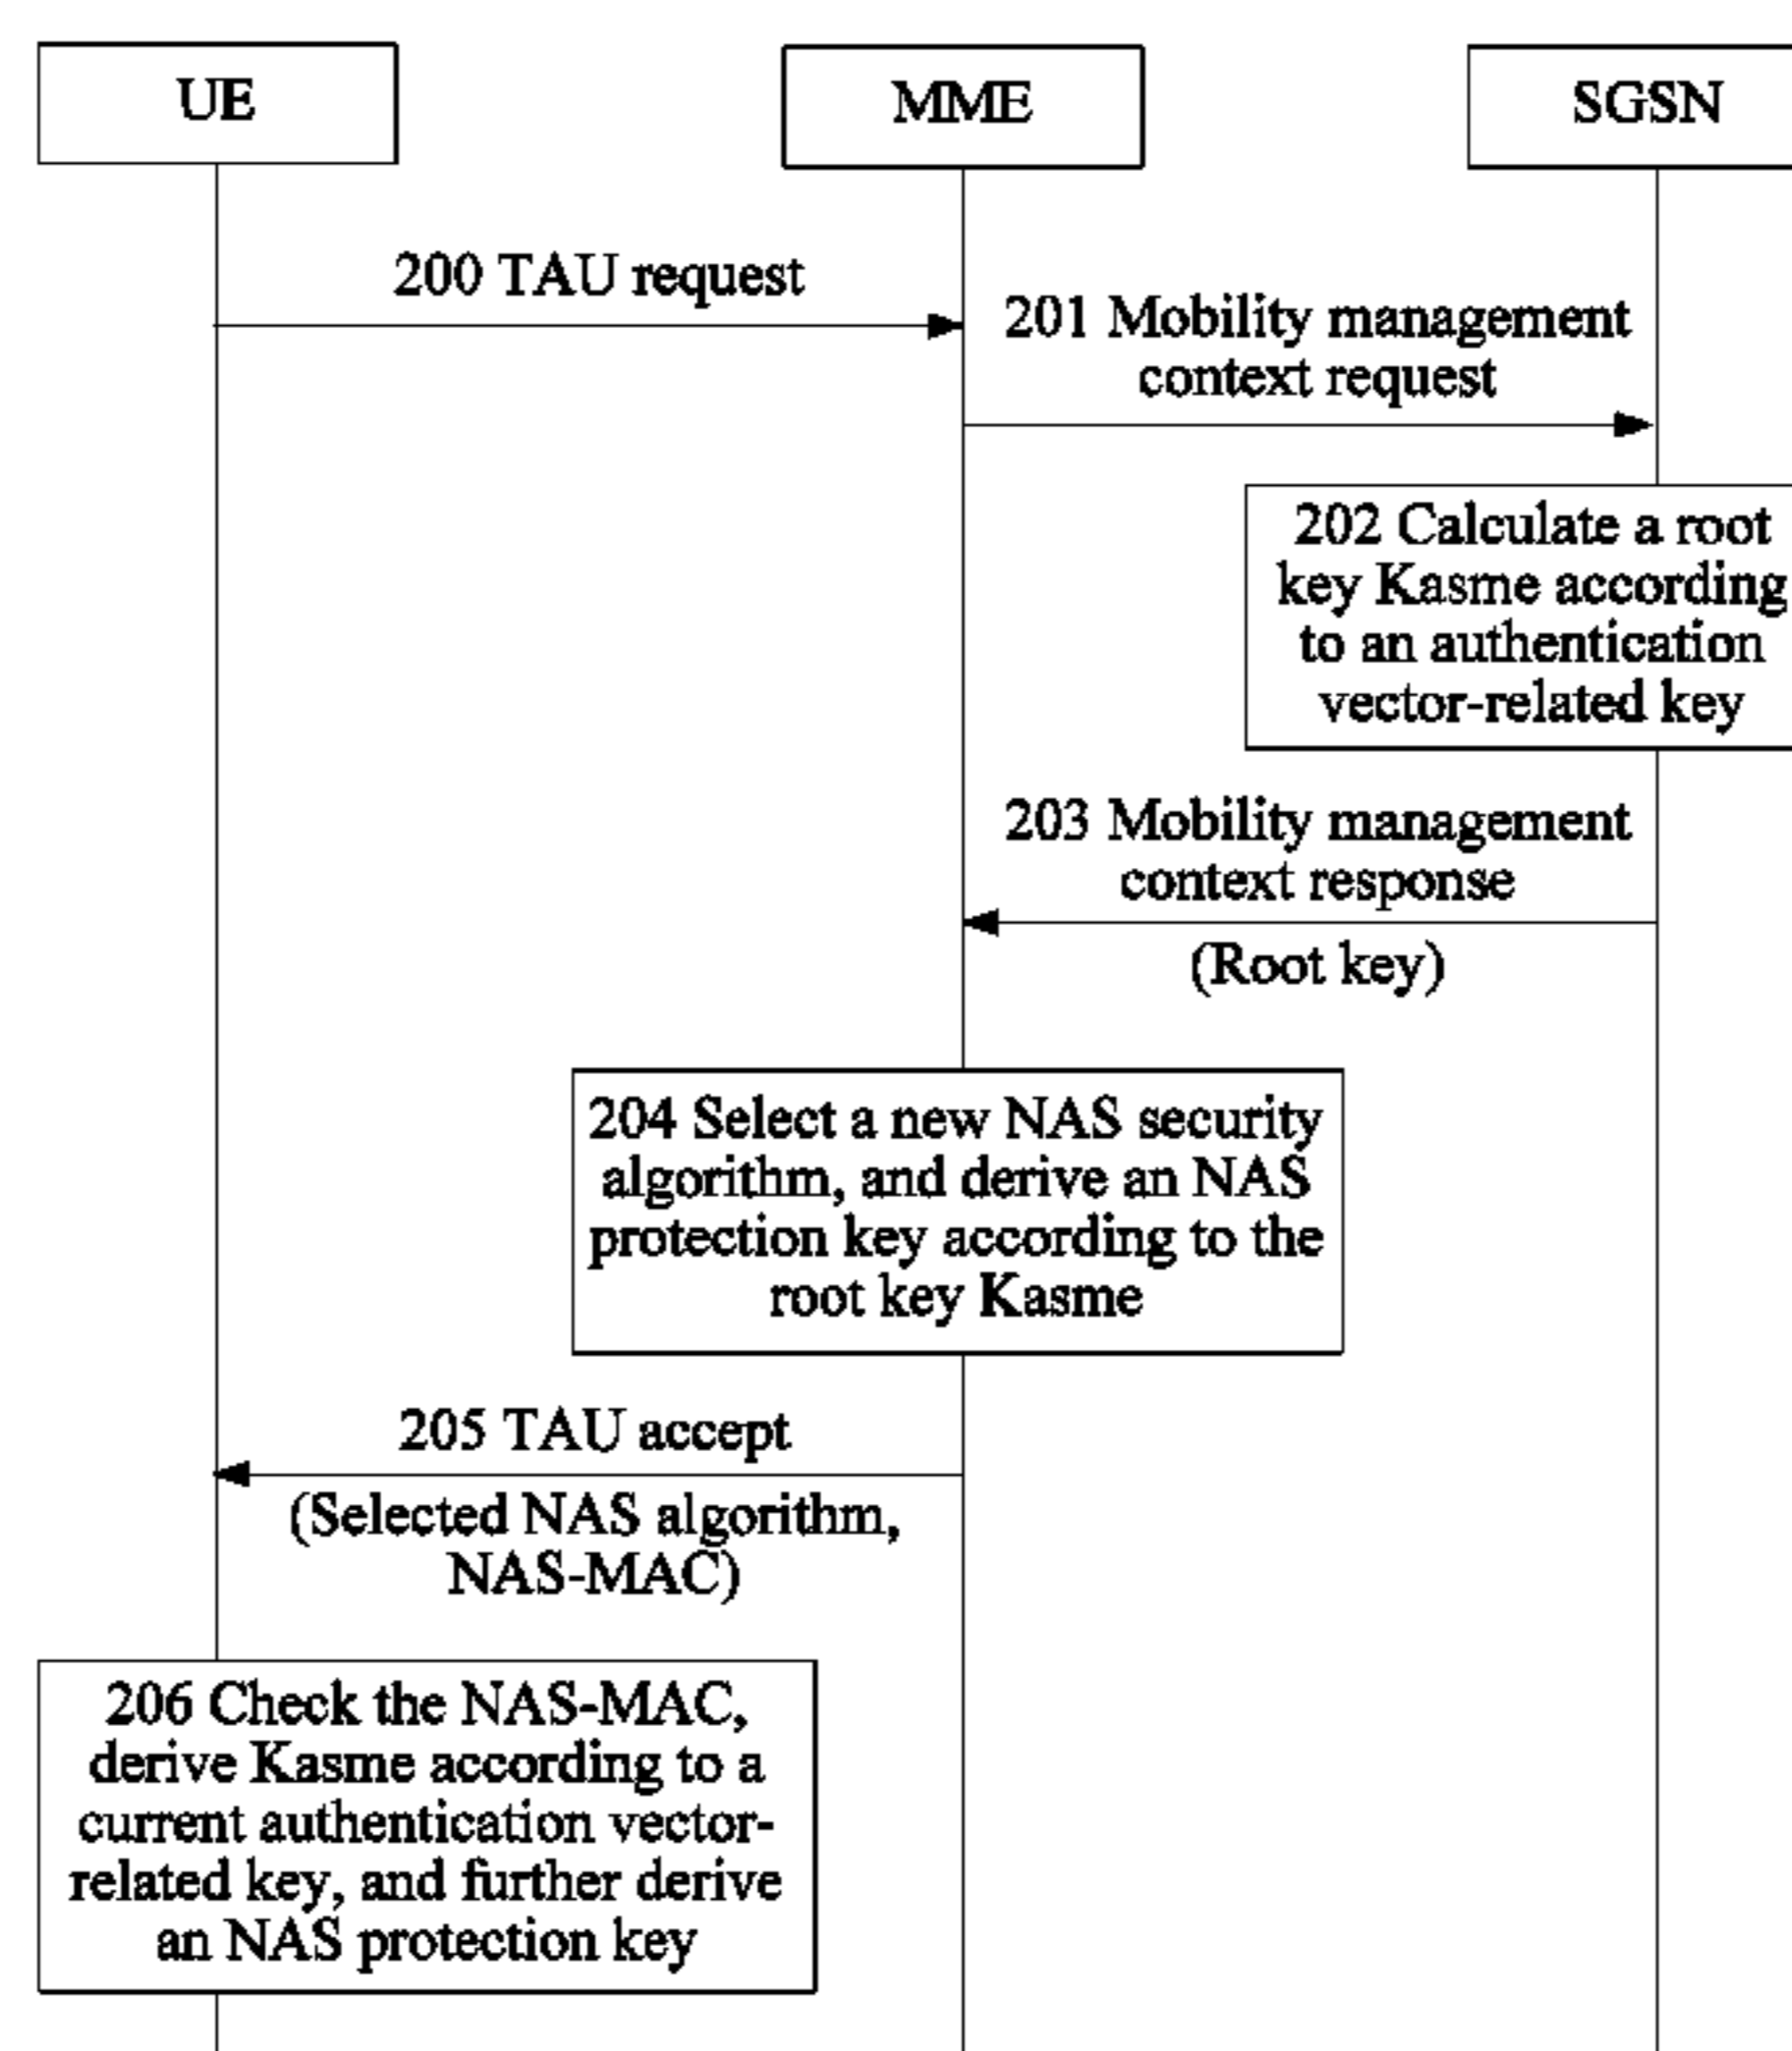 UE
MME
SGSN
200 TAU request
201 Mobility management
context request
202 Calculate a root
key Kasme according
to an authentication
vector-related key
203 Mobility management
context response
(Root key)
204 Select a new NAS security
algorithm, and derive an NAS
protection key according to the
root key Kasme
205 TAU accept
(Selected NAS algorithm,
NAS-MAC)
206 Check the NAS-MAC,
derive Kasme according to a
current authentication vector-
related key, and further derive
an NAS protection key